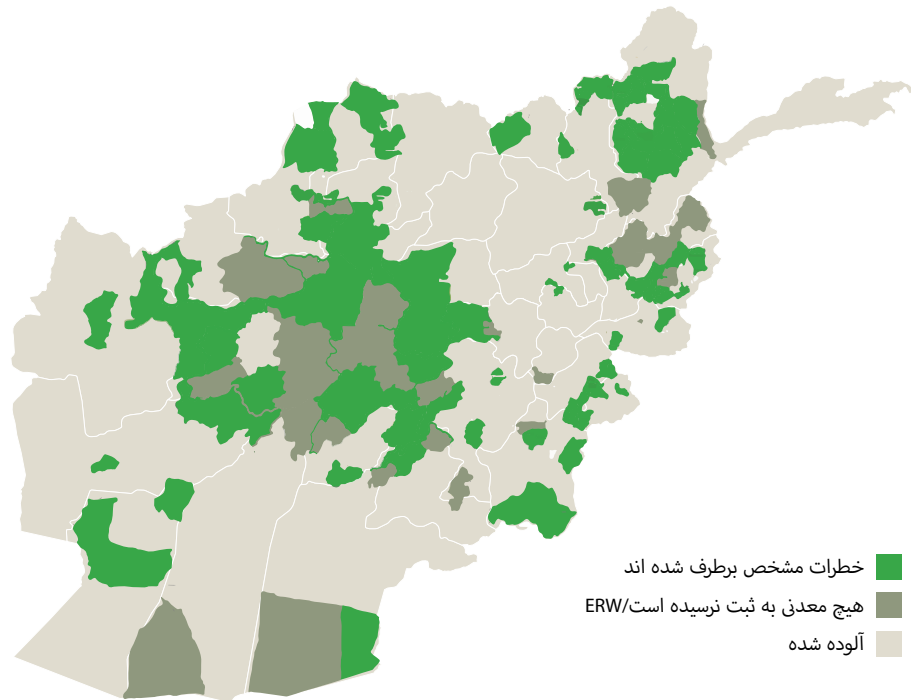 خطرات مشخص برطرف شده اند
هیچ معدنی به ثبت نرسیده است/ERW
آلوده شده